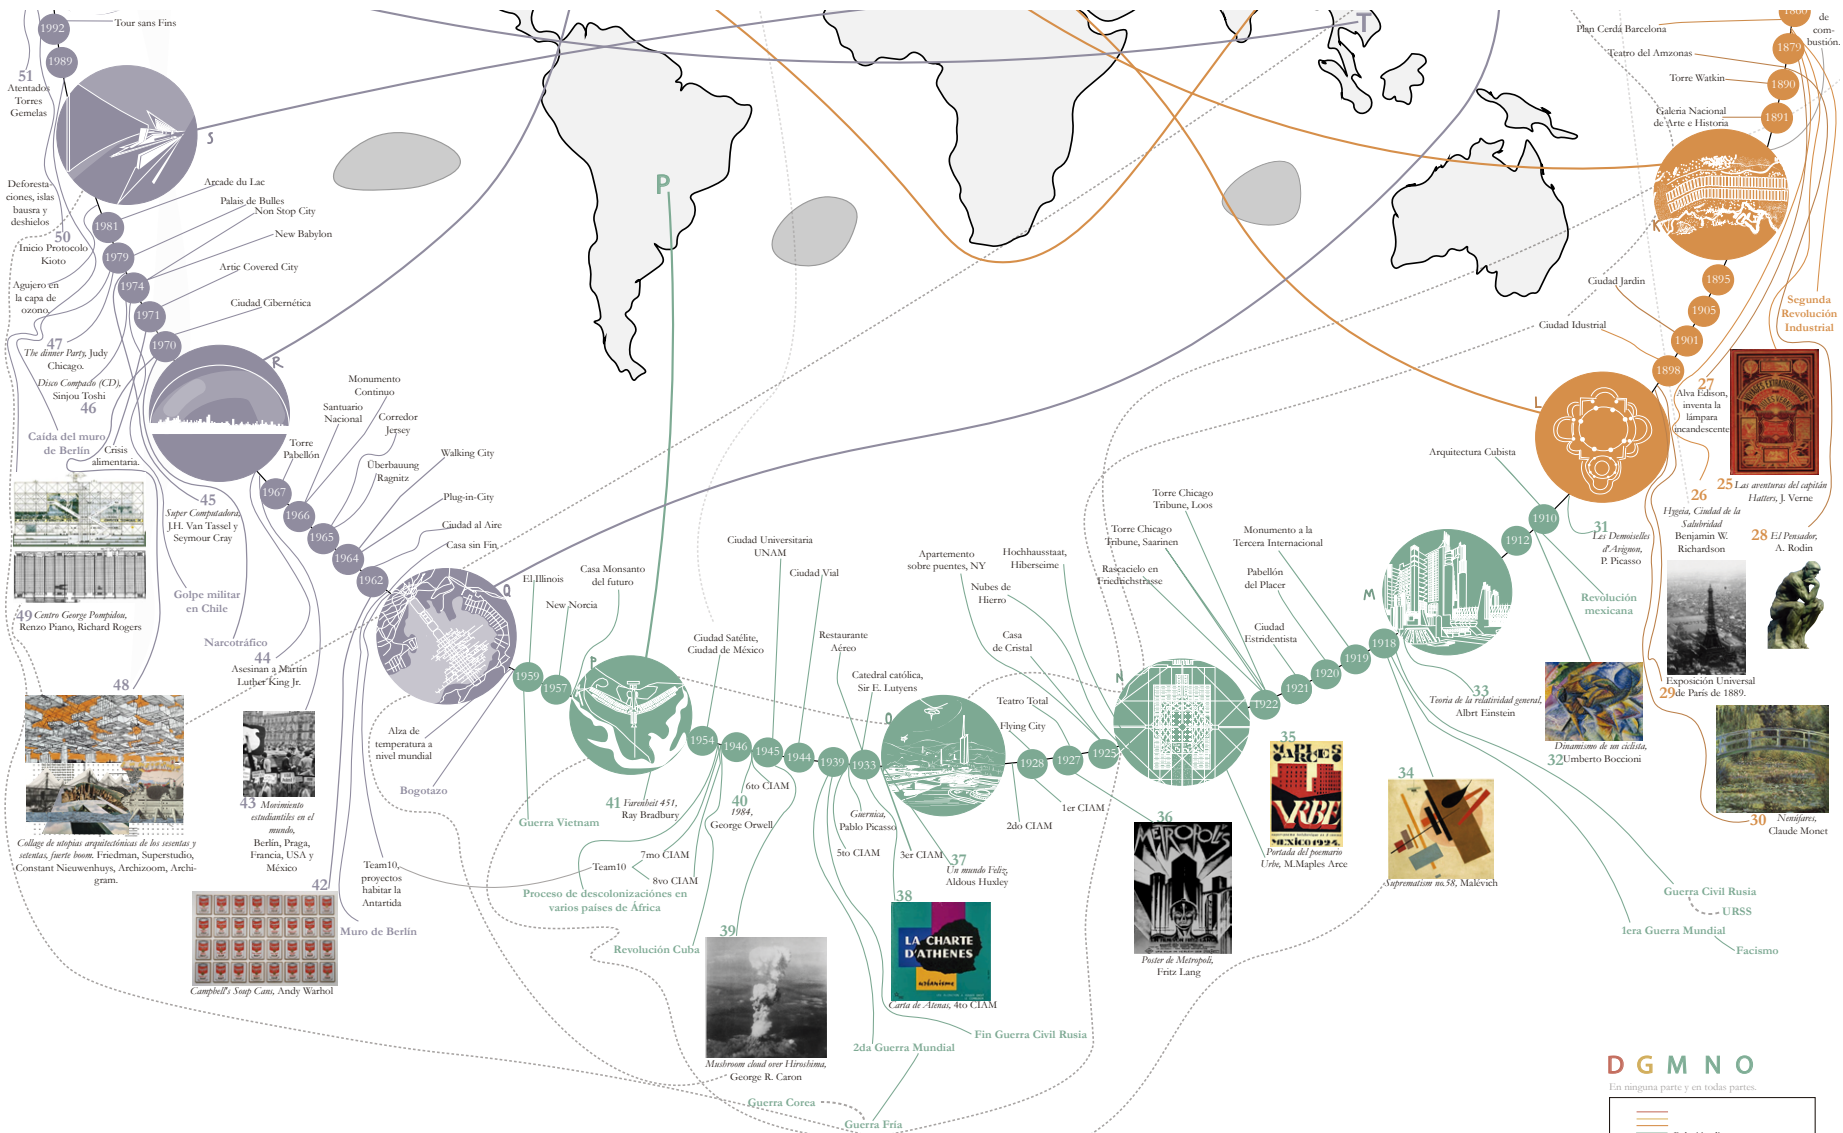 1992
Tour sans Fins
1989
51
Atentados
Torres
Gemelas
S
Deforesta-
ciones, islas
bausra y
deshielos
50
Inicio Protocolo
Kioto
Arcade du Lac
1981
Palais de Bulles
Non Stop City
1979
New Babylon
Agujero en
la capa de
ozono.
1974
Artic Covered City
1971
Ciudad Cibernética
1970
47
The dinner Party, Judy
Chicago.
Disco Compacto (CD),
Sinjou Toshi
46
R
Caída del muro
de Berlín
Crisis
alimentaria.
45
Super Computadora,
J.H. Van Tassel y
Seymour Cray
49 Centro George Pompidou,
Renzo Piano, Richard Rogers
Golpe militar
en Chile
Narcotráfico
44
Asesinan a Martin
Luther King Jr.
48
Collage de utopias arquitectónicas de los sesentas y
setentas, fuerte boom. Friedman, Superstudio,
Constant Nieuwenhuys, Archizoom, Archi-
gram.
43 Movimiento
estudiantiles en el
mundo,
Berlín, Praga,
Francia, USA y
México
42
Campbell's Soup Cans, Andy Warhol
Monumento
Continuo
Santuario
Nacional
Corredor
Jersey
Torre
Pabellón
Überbauung
Ragnitz
Walking City
1967
1966
Plug-in-City
1965
Ciudad al Aire
1964
Casa sin Fin
1962
Q
Alza de
temperatura a
nivel mundial
Bogotazo
Team10,
proyectos
habitar la
Antartida
Muro de Berlín
El Illinois
Casa Monsanto
del futuro
New Norcia
1959
1957
P
P
Guerra Vietnam
41 Farenheit 451,
Ray Bradbury
Team10
7mo CIAM
8vo CIAM
Proceso de descolonizaciónes en
varios países de África
Revolución Cuba
Ciudad Universitaria
UNAM
Ciudad Vial
Ciudad Satélite,
Ciudad de México
Restaurante
Aéreo
Catedral católica,
Sir E. Lutyens
1954
1946
1945
1944
1939
1933
O
6to CIAM
40
1984,
George Orwell
Guernica,
Pablo Picasso
5to CIAM
3er CIAM
37
Un mundo Feliz,
Aldous Huxley
38
LA CHARTE
D'ATHÈNES
urbanisme
Carta de Atenas, 4to CIAM
39
Mushroom cloud over Hiroshima,
George R. Caron
Fin Guerra Civil Rusia
2da Guerra Mundial
Guerra Corea
Guerra Fría
Apartemento
sobre puentes, NY
Hochhausstaat,
Hiberseime
Nubes de
Hierro
Casa
de Cristal
Teatro Total
Flying City
1928
1927
1925
1er CIAM
2do CIAM
36
METROPOLIS
Poster de Metropoli,
Fritz Lang
Torre Chicago
Tribune, Loos
Torre Chicago
Tribune, Saarinen
Rascacielo en
Friedrichstrasse
Monumento a la
Tercera Internacional
Pabellón
del Placer
Ciudad
Estridentista
N
1922
1921
1920
1919
1918
M
35
MAPLES
ARCE
VRBE
MEXICO 1924.
Portada del poemario
Urbe, M.Maples Arce
34
Suprematism no.58, Malévich
33
Teoria de la relatividad general,
Albrt Einstein
Arquitectura Cubista
1912
1910
31
Les Demoiselles
d'Avignon,
P. Picasso
Revolución
mexicana
32
Dinamismo de un ciclista,
Umberto Boccioni
Guerra Civil Rusia
URSS
1era Guerra Mundial
Facismo
T
Plan Cerdá Barcelona
de
com-
bustión.
1879
Teatro del Amzonas
Torre Watkin
1890
Galeria Nacional
de Arte e Historia
1891
K
1895
Ciudad Jardin
1905
Ciudad Idustrial
1901
1898
L
Segunda
Revolución
Industrial
27
Alva Edison,
inventa la
lámpara
incandescente
25 Las aventuras del capitán
Hatters, J. Verne
26
Hygeia, Ciudad de la
Salubridad
Benjamin W.
Richardson
28 El Pensador,
A. Rodin
Exposición Universal
29 de París de 1889.
30 Nenúfares,
Claude Monet
D G M N O
En ninguna parte y en todas partes.